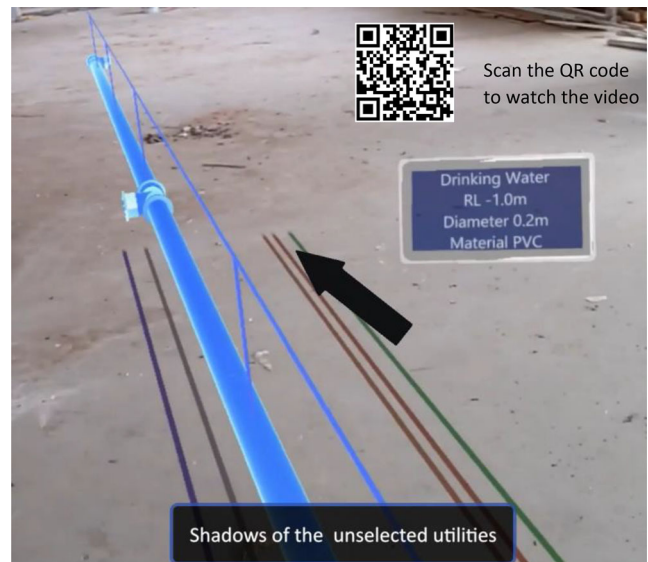 Scan the QR code
to watch the video
Drinking Water
RL -1.0m
Diameter 0.2m
Material PVC
Shadows of the unselected utilities